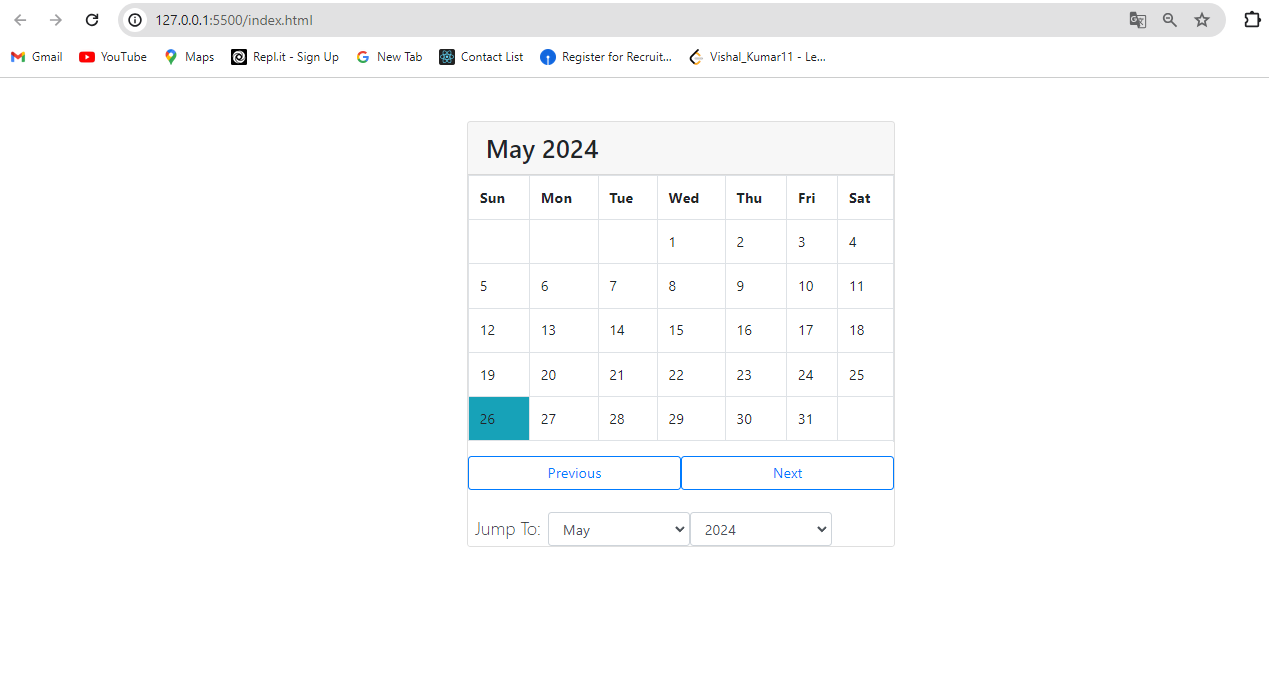 127.0.0.1:5500/index.html
Gmail YouTube Maps Repl.it - Sign Up New Tab Contact List Register for Recruit... Vishal_Kumar11 - Le...
May 2024
Sun Mon Tue Wed Thu Fri Sat
1 2 3 4
5 6 7 8 9 10 11
12 13 14 15 16 17 18
19 20 21 22 23 24 25
26 27 28 29 30 31
Previous Next
Jump To: May 2024